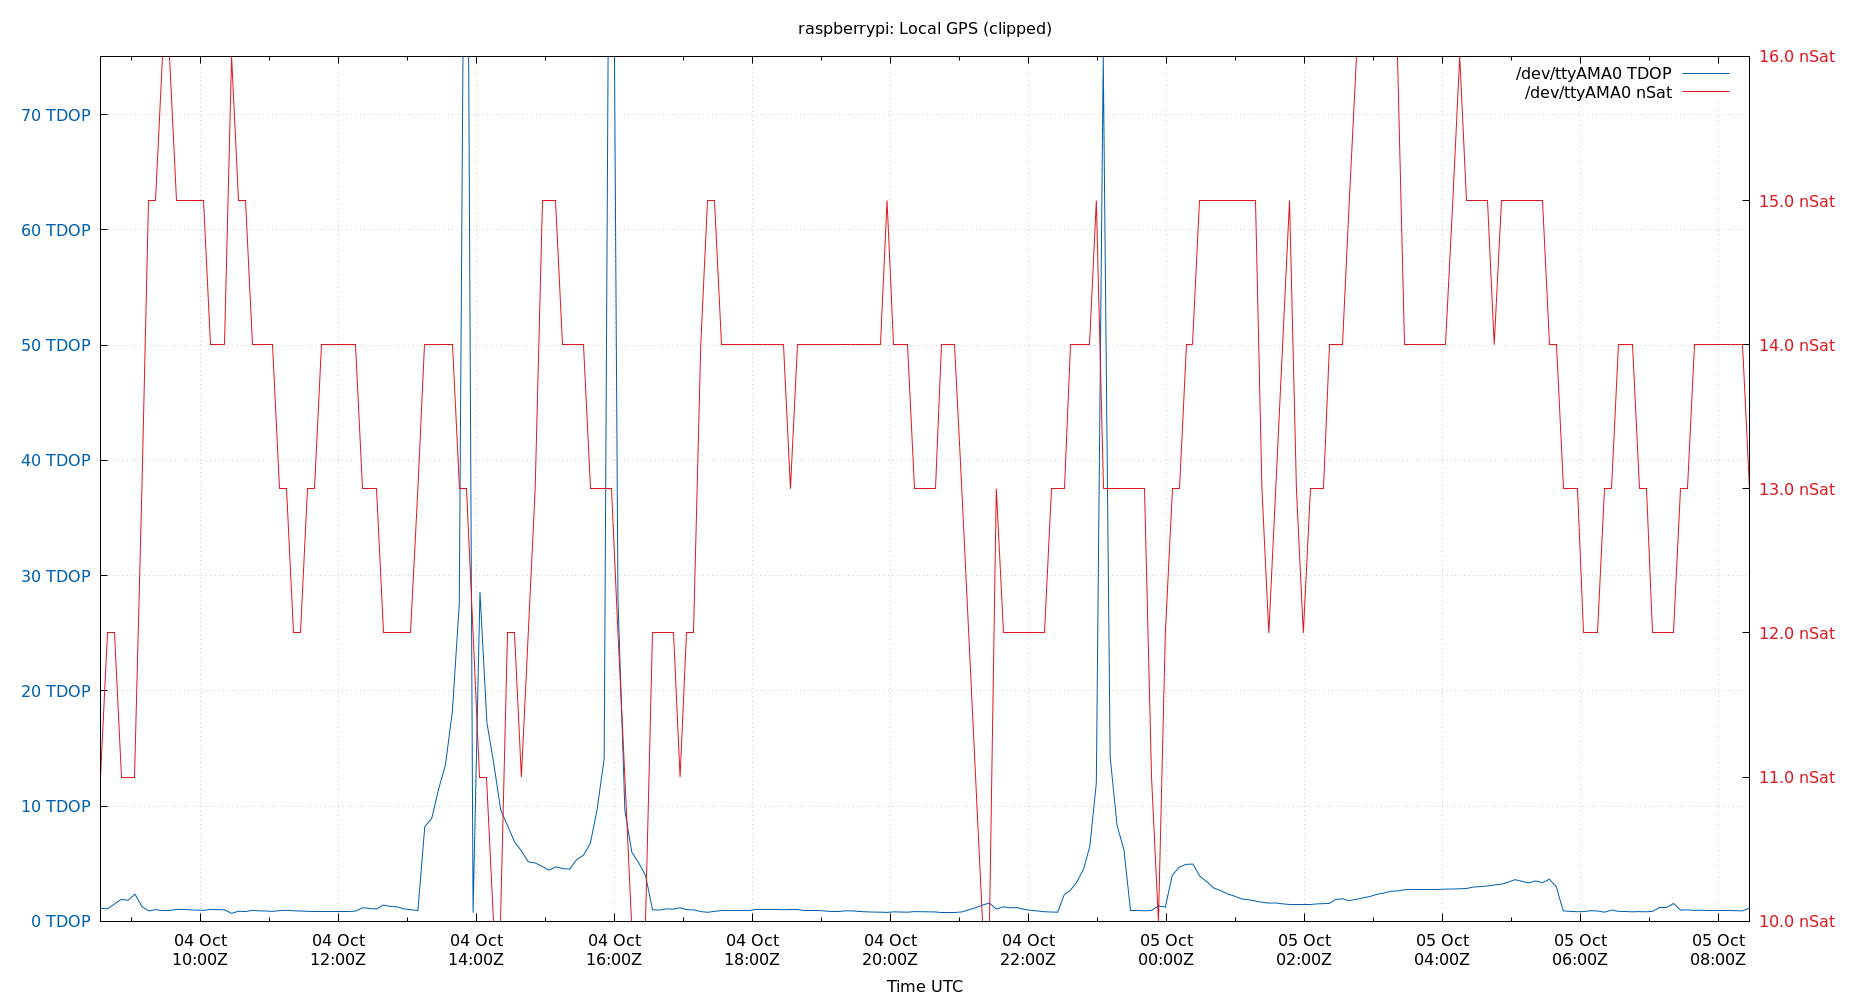 raspberrypi: Local GPS (clipped)
/dev/ttyAMA0 TDOP
/dev/ttyAMA0 nSat
70 TDOP
60 TDOP
50 TDOP
40 TDOP
30 TDOP
20 TDOP
10 TDOP
0 TDOP
16.0 nSat
15.0 nSat
14.0 nSat
13.0 nSat
12.0 nSat
11.0 nSat
10.0 nSat
04 Oct
10:00Z
04 Oct
12:00Z
04 Oct
14:00Z
04 Oct
16:00Z
04 Oct
18:00Z
04 Oct
20:00Z
04 Oct
22:00Z
05 Oct
00:00Z
05 Oct
02:00Z
05 Oct
04:00Z
05 Oct
06:00Z
05 Oct
08:00Z
Time UTC